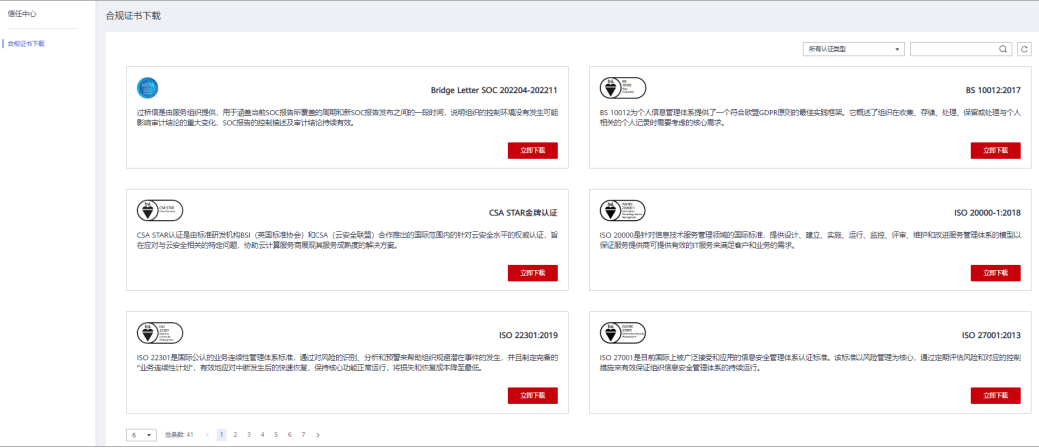 信任中心
合规证书下载
合规证书下载
所有认证类型
Bridge Letter SOC 202204-202211
过桥信是由服务组织提供，用于涵盖当前SOC报告所覆盖的周期和新SOC报告发布之间的一段时间，说明组织的控制环境没有发生可能
影响审计结论的重大变化，SOC报告的控制描述及审计结论持续有效。
立即下载
BS 10012:2017
BS 10012为个人信息管理体系提供了一个符合欧盟GDPR原则的最佳实践框架。它概述了组织在收集、存储、处理、保留或处理与个人
相关的个人记录时需要考虑的核心需求。
立即下载
CSA STAR金牌认证
CSA STAR认证是由标准研发机构BSI（英国标准协会）和CSA（云安全联盟）合作推出的国际范围内的针对云安全水平的权威认证，旨
在应对与云安全相关的特定问题，协助云计算服务商展现其服务成熟度的解决方案。
立即下载
ISO 20000-1:2018
ISO 20000是针对信息技术服务管理领域的国际标准，提供设计、建立、实施、运行、监控、评审、维护和改进服务管理体系的模型以
保证服务提供商可提供有效的IT服务来满足客户和业务的需求。
立即下载
ISO 22301:2019
ISO 22301是国际公认的业务连续性管理体系标准，通过对风险的识别、分析和预警来帮助组织规避潜在事件的发生，并且制定完备的
“业务连续性计划”，有效地应对中断发生后的快速恢复，保持核心功能正常运行，将损失和恢复成本降至最低。
立即下载
ISO 27001:2013
ISO 27001是目前国际上被广泛接受和应用的信息安全管理体系认证标准。该标准以风险管理为核心，通过定期评估风险和对应的控制
措施来有效保证组织信息安全管理体系的持续运行。
立即下载
6 总条数: 41 < 1 2 3 4 5 6 7 >